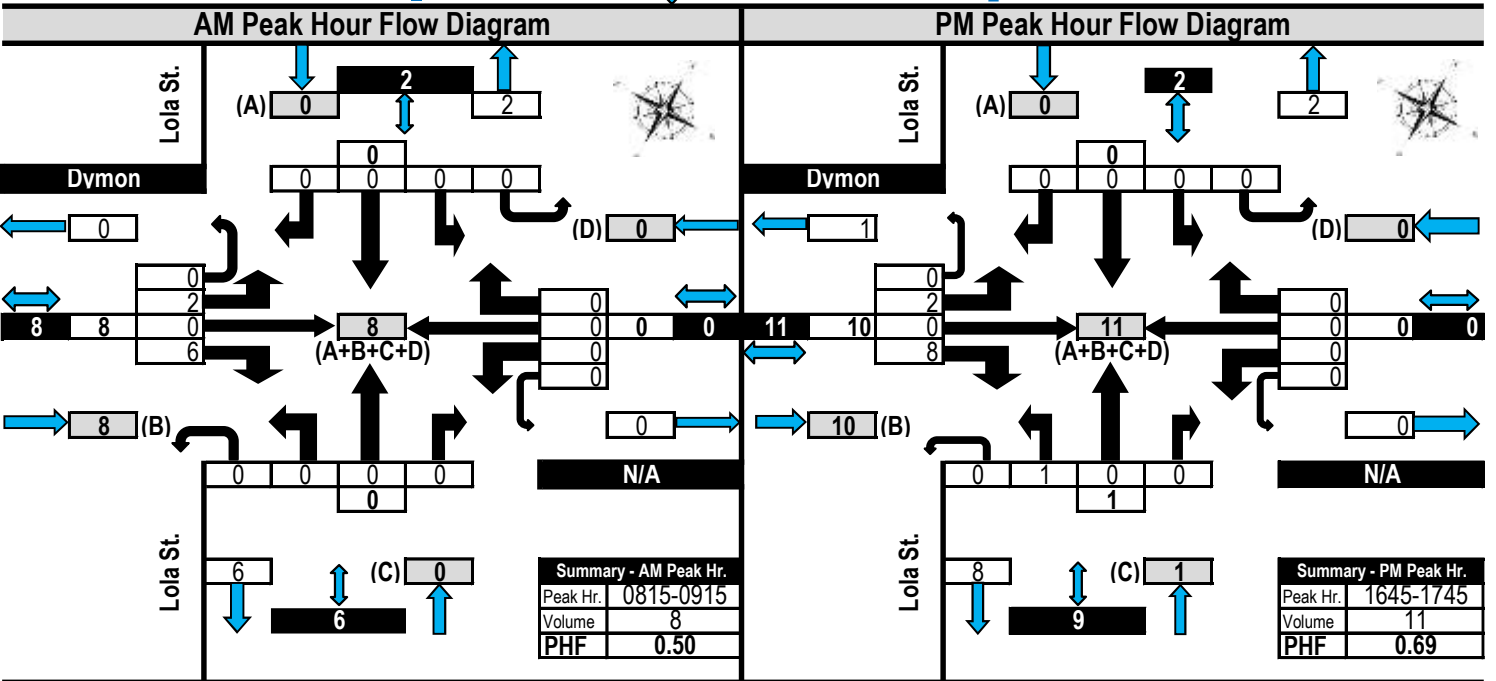 AM Peak Hour Flow Diagram
Lola St.
2
(A) 0
2
0
0 0 0 0
Dymon
0
(D) 0
0
2
8 8 0
6
8
(A+B+C+D)
0
0 0 0
0
0
8 (B)
0
0 0 0 0
0
N/A
Lola St.
6
(C) 0
6
Summary - AM Peak Hr.
Peak Hr. 0815-0915
Volume 8
PHF 0.50
PM Peak Hour Flow Diagram
Lola St.
2
(A) 0
2
0
0 0 0 0
Dymon
1
(D) 0
0
2
11 10 0
8
11
(A+B+C+D)
0
0 0 0
0
0
10 (B)
0
0 1 0 0
1
N/A
Lola St.
8
(C) 1
9
Summary - PM Peak Hr.
Peak Hr. 1645-1745
Volume 11
PHF 0.69